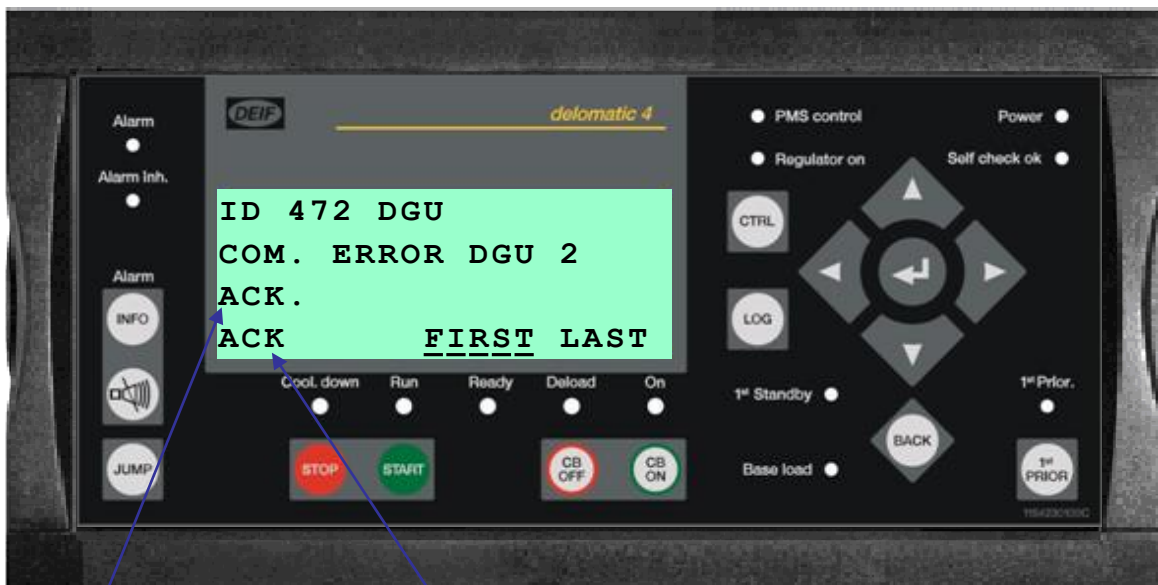 DEIF
delomatic 4
Alarm
Alarm Inh.
ID 472 DGU
COM. ERROR DGU 2
ACK.
ACK FIRST LAST
PMS control
Power
Regulator on
Self check ok
CTRL
LOG
Alarm
INFO
JUMP
Cool. down Run Ready Deload On
STOP START CB OFF CB ON
1st Standby
Base load
BACK
1st Prior.
1st PRIOR